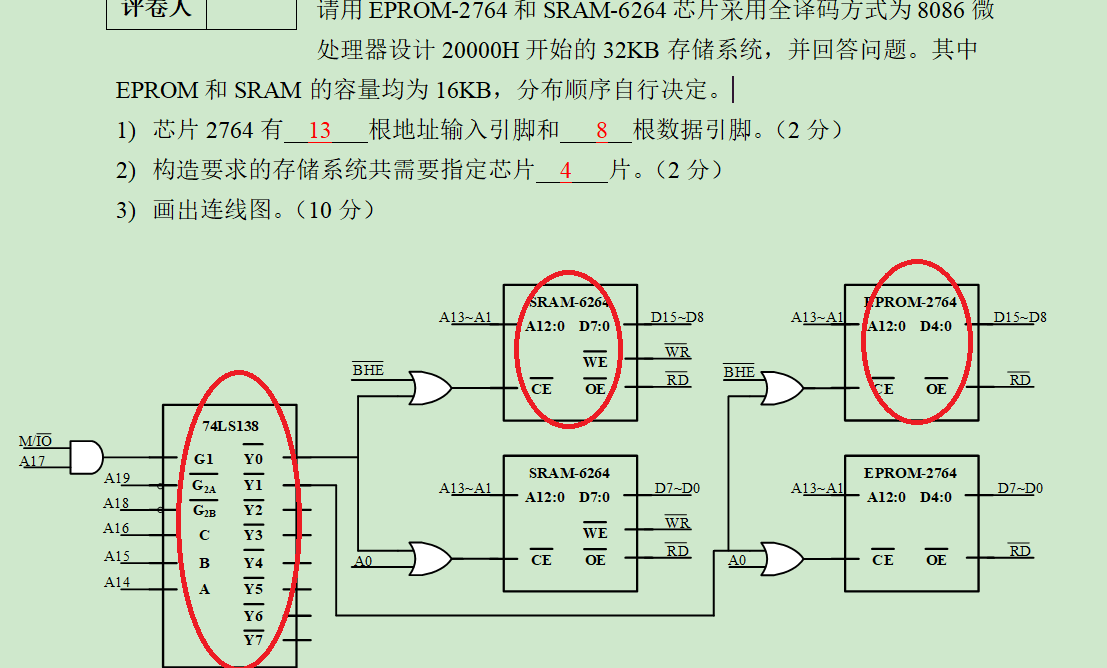 评卷人
请用 EPROM-2764 和 SRAM-6264 芯片采用全译码方式为 8086 微
处理器设计 20000H 开始的 32KB 存储系统，并回答问题。其中
EPROM 和 SRAM 的容量均为 16KB，分布顺序自行决定。
1) 芯片 2764 有 13 根地址输入引脚和 8 根数据引脚。（2 分）
2) 构造要求的存储系统共需要指定芯片 4 片。（2 分）
3) 画出连线图。（10 分）
SRAM-6264
EPROM-2764
A13~A1 A12:0 D7:0 D15~D8
A13~A1 A12:0 D4:0 D15~D8
WE WR
BHE CE OE RD
BHE CE OE RD
74LS138
M/IO G1 Y0
A17
A19 G2A Y1
A18 G2B Y2
A16 C Y3
A15 B Y4
A14 A Y5
Y6
Y7
SRAM-6264
EPROM-2764
A13~A1 A12:0 D7:0 D7~D0
A13~A1 A12:0 D4:0 D7~D0
WE WR
A0 CE OE RD
A0 CE OE RD